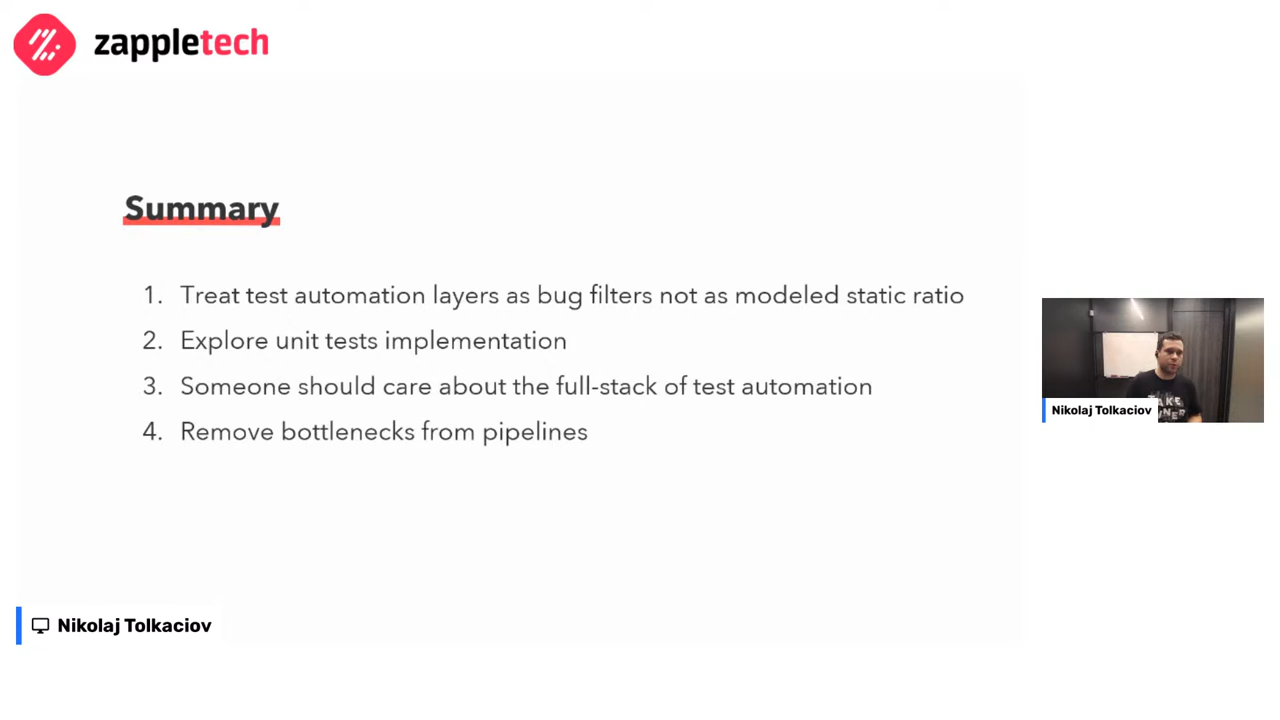 zappletech
Summary
1. Treat test automation layers as bug filters not as modeled static ratio
2. Explore unit tests implementation
3. Someone should care about the full-stack of test automation
4. Remove bottlenecks from pipelines
Nikolaj Tolkaciov
TAKE
Nikolaj Tolkaciov